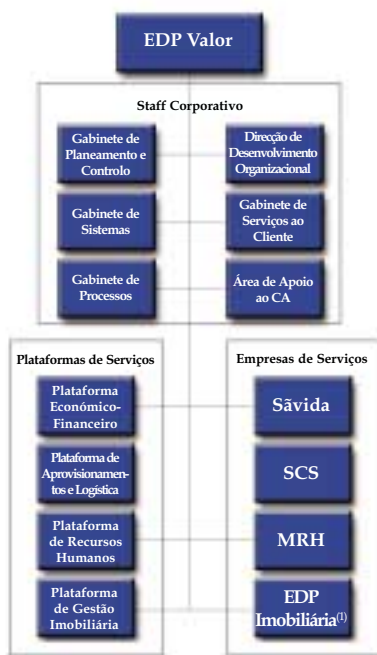 EDP Valor
Staff Corporativo
Gabinete de
Planeamento e
Controlo
Direcção de
Desenvolvimento
Organizacional
Gabinete de
Sistemas
Gabinete de
Serviços ao
Cliente
Gabinete de
Processos
Área de Apoio
ao CA
Plataformas de Serviços
Plataforma
Económico-
Financeiro
Plataforma de
Aprovisionamen-
tos e Logística
Plataforma
de Recursos
Humanos
Plataforma
de Gestão
Imobiliária
Empresas de Serviços
Sãvida
SCS
MRH
EDP
Imobiliária(1)